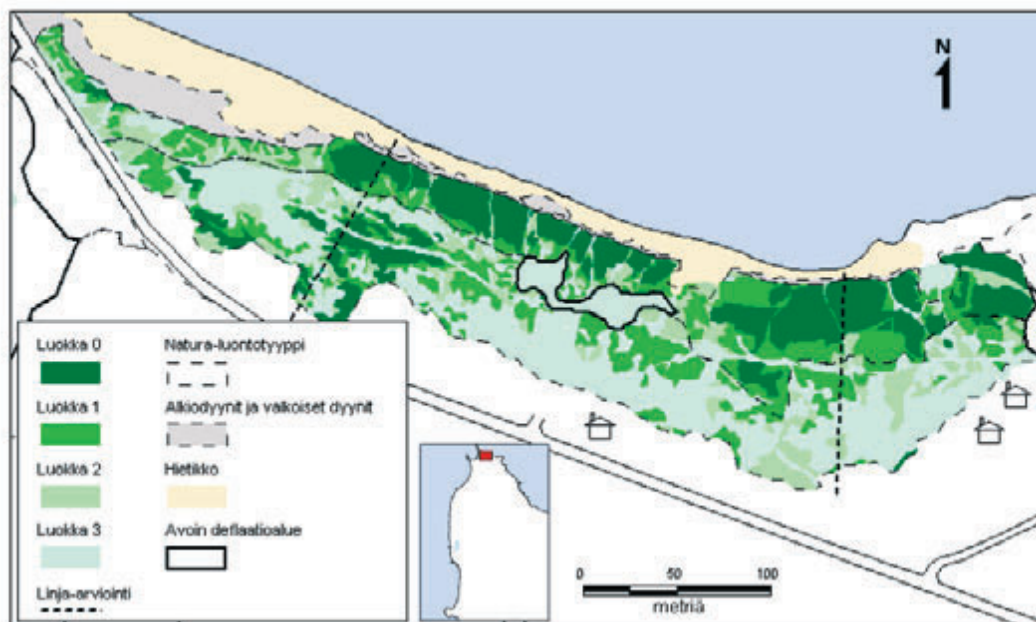 N
Luokka 0
Natura-luontotyyppi
Luokka 1
Alkiodyynit ja valkoiset dyynit
Luokka 2
Hietikko
Luokka 3
Avoin deflaatioalue
Linja-arviointi
0 50 100
metriä